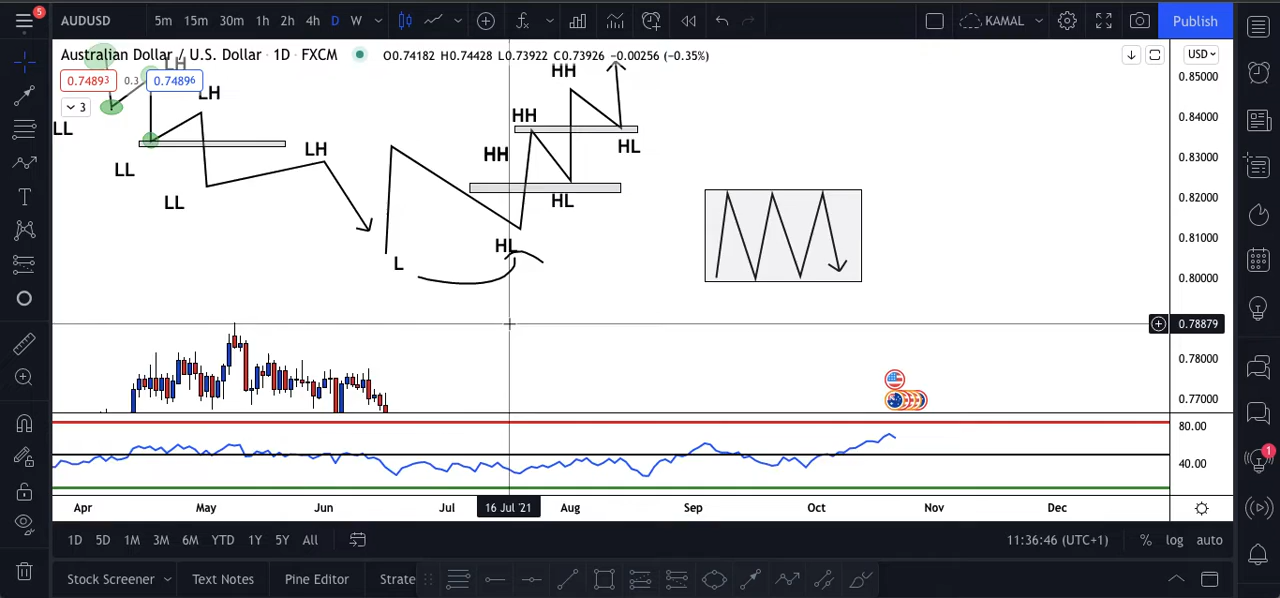 5
AUDUSD 5m 15m 30m 1h 2h 4h D W KAMAL Publish
Australian Dollar / U.S. Dollar · 1D · FXCM O0.74182 H0.74428 L0.73922 C0.73926 −0.00256 (−0.35%) USD
LH
0.74893 0.3 0.74896
3
LH
LL
LL
LL
LH
L
HL
HH
HH
HL
HH
HL
0.85000
0.84000
0.83000
0.82000
0.81000
0.80000
0.78879
0.78000
0.77000
80.00
40.00
1
Apr May Jun Jul 16 Jul '21 Aug Sep Oct Nov Dec
1D 5D 1M 3M 6M YTD 1Y 5Y All 11:36:46 (UTC+1) % log auto
Stock Screener Text Notes Pine Editor Strate